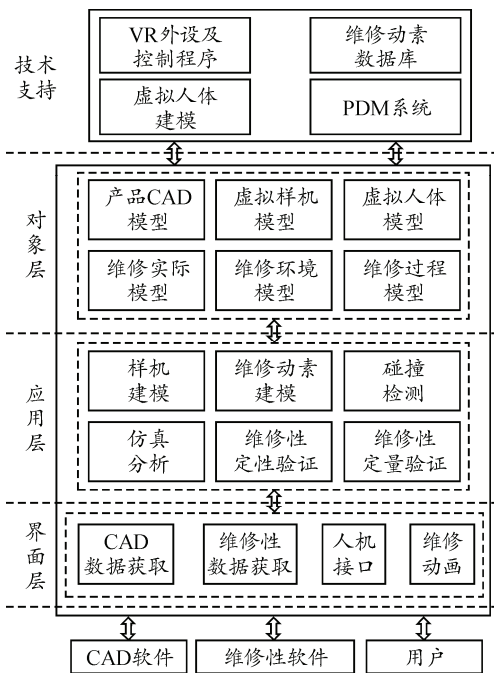 技术
支持
VR外设及
控制程序
维修动素
数据库
虚拟人体
建模
PDM系统
对
象
层
产品CAD
模型
虚拟样机
模型
虚拟人体
模型
维修实际
模型
维修环境
模型
维修过程
模型
应
用
层
样机
建模
维修动素
建模
碰撞
检测
仿真
分析
维修性
定性验证
维修性
定量验证
界
面
层
CAD
数据获取
维修性
数据获取
人机
接口
维修
动画
CAD软件
维修性软件
用户